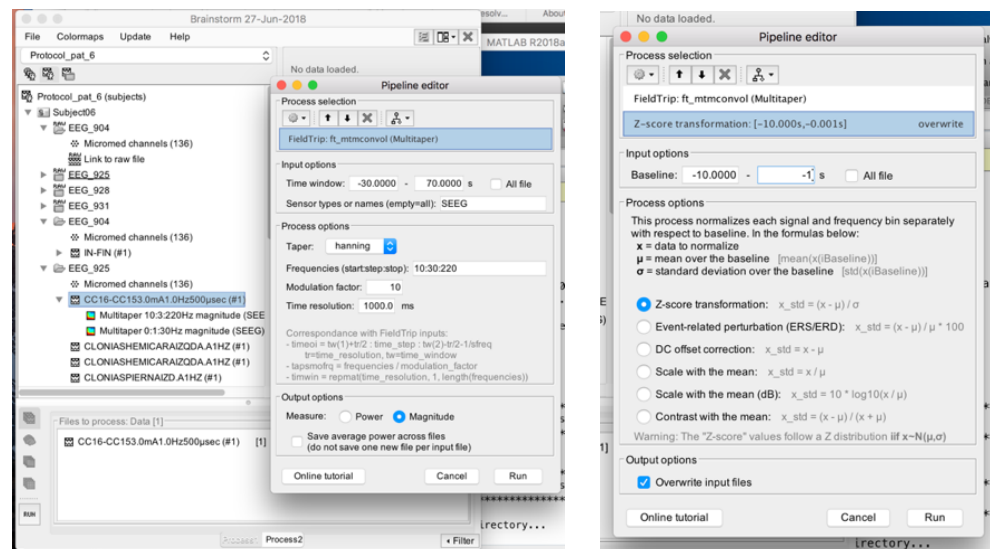 Brainstorm 27-Jun-2018
File Colormaps Update Help
Protocol_pat_6
No data loaded.
MATLAB R2018a
Protocol_pat_6 (subjects)
Subject06
EEG_904
Micromed channels (136)
Link to raw file
EEG_925
EEG_928
EEG_931
EEG_904
Micromed channels (136)
IN-FIN (#1)
EEG_925
Micromed channels (136)
CC16-CC153.0mA1.0Hz500µsec (#1)
Multitaper 10:3:220Hz magnitude (SEE
Multitaper 0:1:30Hz magnitude (SEEG)
CLONIASHEMICARAIZQDA.A1HZ (#1)
CLONIASHEMICARAIZQDA.A1HZ (#1)
CLONIASPIERNAIZD.A1HZ (#1)
Files to process: Data [1]
CC16-CC153.0mA1.0Hz500µsec (#1) [1]
RUN
Process1 Process2
Filter
irectory...
Pipeline editor
Process selection
FieldTrip: ft_mtmconvol (Multitaper)
Input options
Time window: -30.0000 - 70.0000 s All file
Sensor types or names (empty=all): SEEG
Process options
Taper: hanning
Frequencies (start:step:stop): 10:30:220
Modulation factor: 10
Time resolution: 1000.0 ms
Correspondance with FieldTrip inputs:
- timeoi = tw(1)+tr/2 : time_step : tw(2)-tr/2-1/sfreq
tr=time_resolution, tw=time_window
- tapsmofrq = frequencies / modulation_factor
- timwin = repmat(time_resolution, 1, length(frequencies))
Output options
Measure: Power Magnitude
Save average power across files
(do not save one new file per input file)
Online tutorial Cancel Run
No data loaded.
Pipeline editor
Process selection
FieldTrip: ft_mtmconvol (Multitaper)
Z-score transformation: [-10.000s,-0.001s] overwrite
Input options
Baseline: -10.0000 - -1 s All file
Process options
This process normalizes each signal and frequency bin separately
with respect to baseline. In the formulas below:
x = data to normalize
µ = mean over the baseline [mean(x(iBaseline))]
σ = standard deviation over the baseline [std(x(iBaseline))]
Z-score transformation: x_std = (x - µ) / σ
Event-related perturbation (ERS/ERD): x_std = (x - µ) / µ * 100
DC offset correction: x_std = x - µ
Scale with the mean: x_std = x / µ
Scale with the mean (dB): x_std = 10 * log10(x / µ)
Contrast with the mean: x_std = (x - µ) / (x + µ)
Warning: The "Z-score" values follow a Z distribution iif x~N(µ,σ)
Output options
Overwrite input files
Online tutorial Cancel Run
irectory...